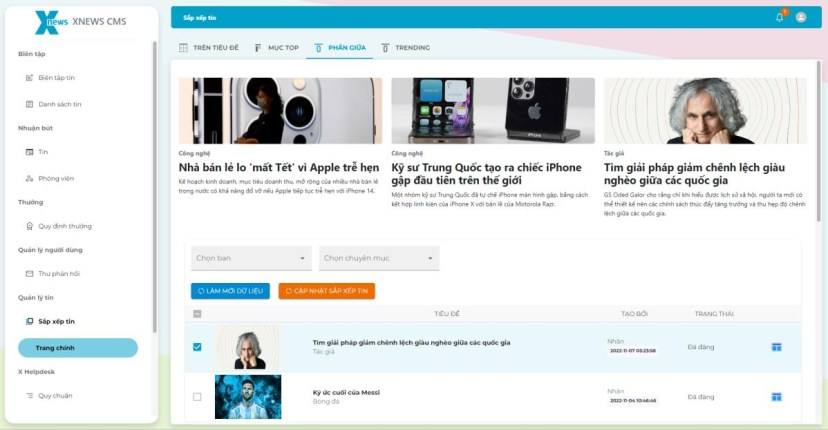 Xnews XNEWS CMS
Biên tập
Biên tập tin
Danh sách tin
Nhuận bút
Tin
Phóng viên
Thưởng
Quy định thưởng
Quản lý người dùng
Thư phản hồi
Quản lý tin
Sắp xếp tin
Trang chính
X Helpdesk
Quy chuẩn
Sắp xếp tin
TRÊN TIÊU ĐỀ MỤC TOP PHẦN GIỮA TRENDING
Công nghệ
Nhà bán lẻ lo 'mất Tết' vì Apple trễ hẹn
Kế hoạch kinh doanh, mục tiêu doanh thu, mở rộng của nhiều nhà bán lẻ
trong nước có khả năng đổ vỡ nếu Apple tiếp tục trễ hẹn với iPhone 14.
Công nghệ
Kỹ sư Trung Quốc tạo ra chiếc iPhone
gập đầu tiên trên thế giới
Một nhóm kỹ sư Trung Quốc đã tự chế iPhone màn hình gập, bằng cách
kết hợp linh kiện của iPhone X với bản lề của Motorola Razr.
Tác giả
Tìm giải pháp giảm chênh lệch giàu
nghèo giữa các quốc gia
GS Oded Galor cho rằng chỉ khi hiểu được lịch sử xã hội, người ta mới có
thể thiết kế nên các chính sách thúc đẩy tăng trưởng và thu hẹp độ chênh
lệch giữa các quốc gia.
Chọn ban Chọn chuyên mục
LÀM MỚI DỮ LIỆU CẬP NHẬT SẮP XẾP TIN
TIÊU ĐỀ TẠO BỞI TRẠNG THÁI
Tìm giải pháp giảm chênh lệch giàu nghèo giữa các quốc gia
Tác giả
Nhân
2022-11-07 03:23:58
Đã đăng
Ký ức cuối của Messi
Bóng đá
Nhân
2022-11-04 10:46:46
Đã đăng